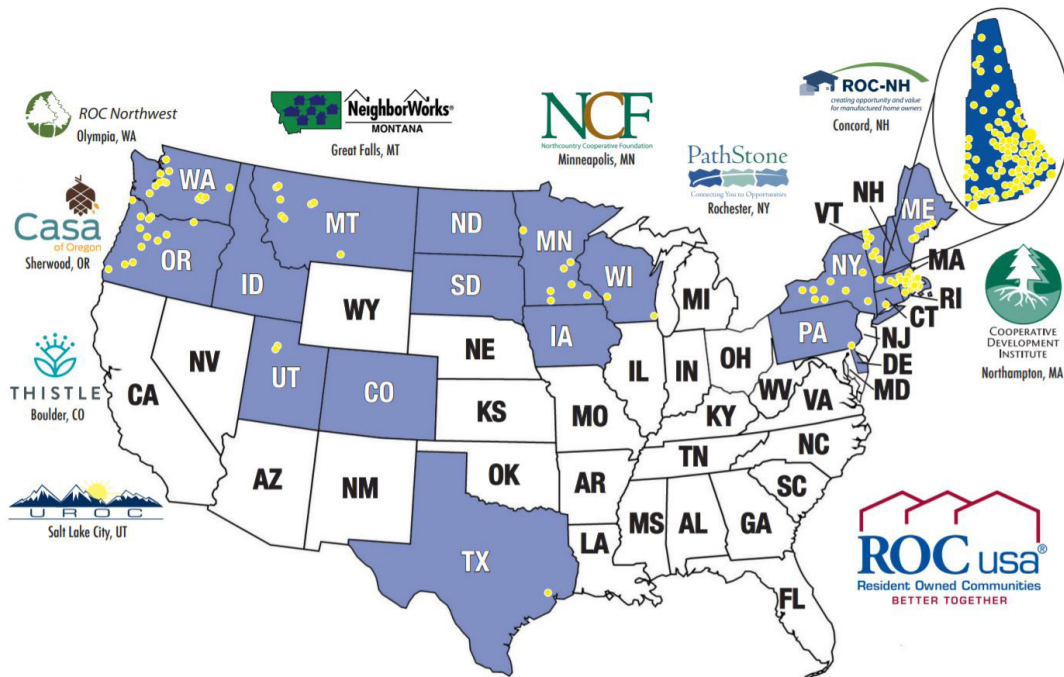 ROC Northwest
Olympia, WA
NeighborWorks®
MONTANA
Great Falls, MT
NCF
Northcountry Cooperative Foundation
Minneapolis, MN
PathStone
Connecting You to Opportunities
Rochester, NY
ROC-NH
creating opportunity and value
for manufactured home owners
Concord, NH
Casa
of Oregon
Sherwood, OR
THISTLE
Boulder, CO
UROC
Salt Lake City, UT
COOPERATIVE
DEVELOPMENT
INSTITUTE
Northampton, MA
WA
MT
ND
MN
OR
ID
WY
SD
WI
MI
IA
NE
NV
UT
CO
CA
KS
MO
IL
IN
OH
KY
WV
VA
AZ
NM
OK
AR
TN
NC
SC
MS
AL
GA
LA
TX
FL
VT
NH
ME
NY
MA
RI
CT
PA
NJ
DE
MD
ROC USA®
Resident Owned Communities
BETTER TOGETHER